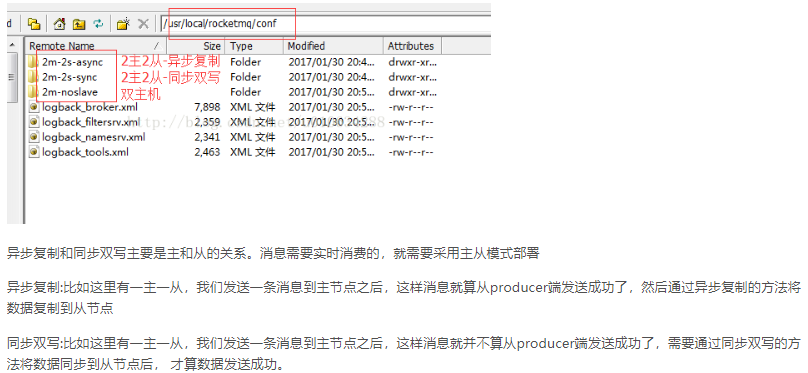 /usr/local/rocketmq/conf
Remote Name / Size Type Modified Attributes
2m-2s-async Folder 2017/01/30 20:4... drwxr-xr... 2主2从-异步复制
2m-2s-sync Folder 2017/01/30 20:4... drwxr-xr... 2主2从-同步双写
2m-noslave Folder 2017/01/30 20:4... drwxr-xr... 双主机
logback_broker.xml 7,898 XML 文件 2017/01/30 20:5... -rw-r--r--
logback_filtersrv.xml 2,359 XML 文件 2017/01/30 20:5... -rw-r--r--
logback_namesrv.xml 2,341 XML 文件 2017/01/30 20:5... -rw-r--r--
logback_tools.xml 2,463 XML 文件 2017/01/30 20:5... -rw-r--r--
异步复制和同步双写主要是主和从的关系。消息需要实时消费的，就需要采用主从模式部署
异步复制:比如这里有一主一从，我们发送一条消息到主节点之后，这样消息就算从producer端发送成功了，然后通过异步复制的方法将
数据复制到从节点
同步双写:比如这里有一主一从，我们发送一条消息到主节点之后，这样消息就并不算从producer端发送成功了，需要通过同步双写的方
法将数据同步到从节点后， 才算数据发送成功。